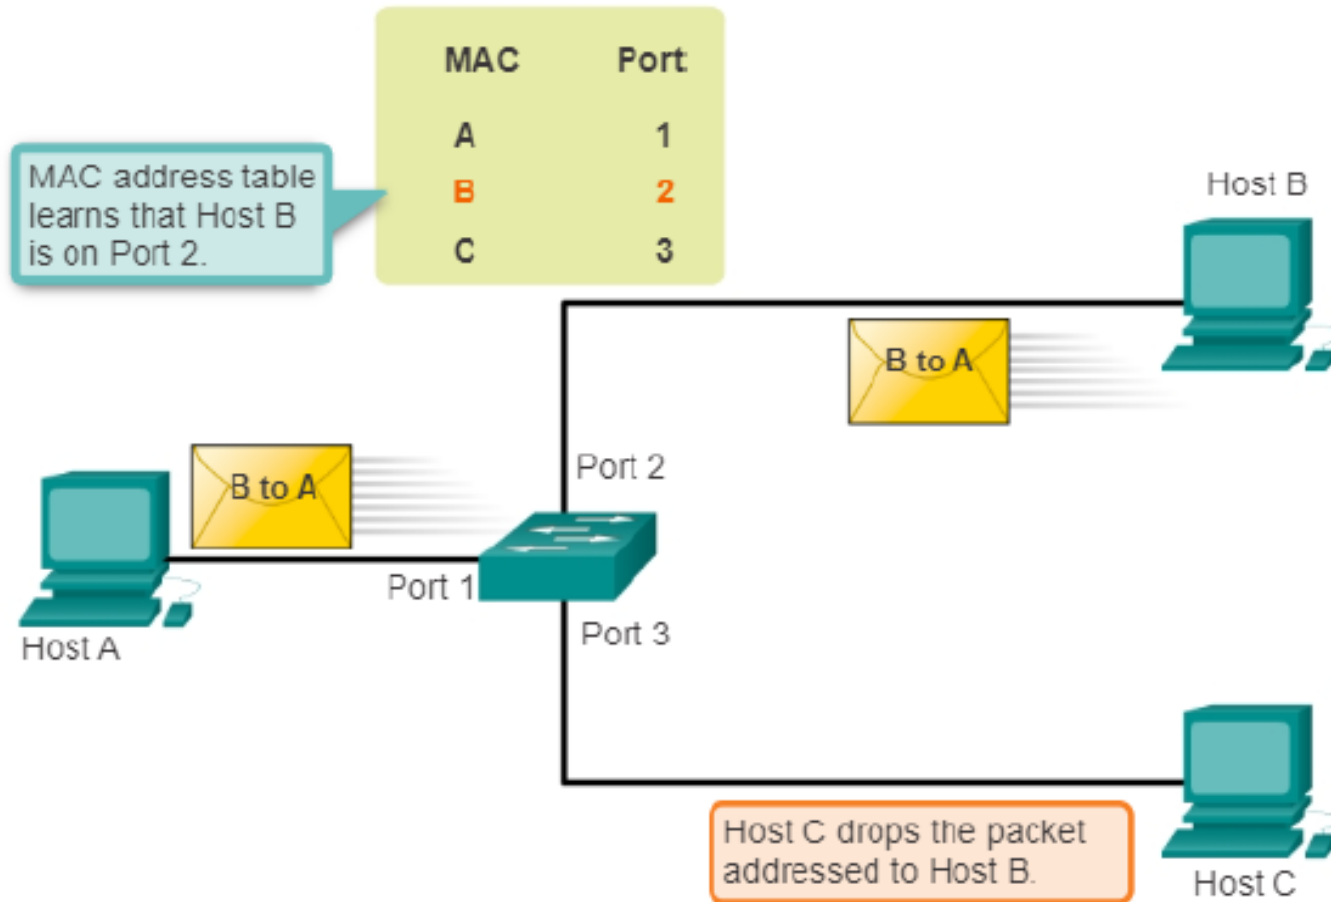 MAC Port
A 1
B 2
C 3
MAC address table
learns that Host B
is on Port 2.
Host B
B to A
B to A
Port 2
Port 1
Host A
Port 3
Host C drops the packet
addressed to Host B.
Host C